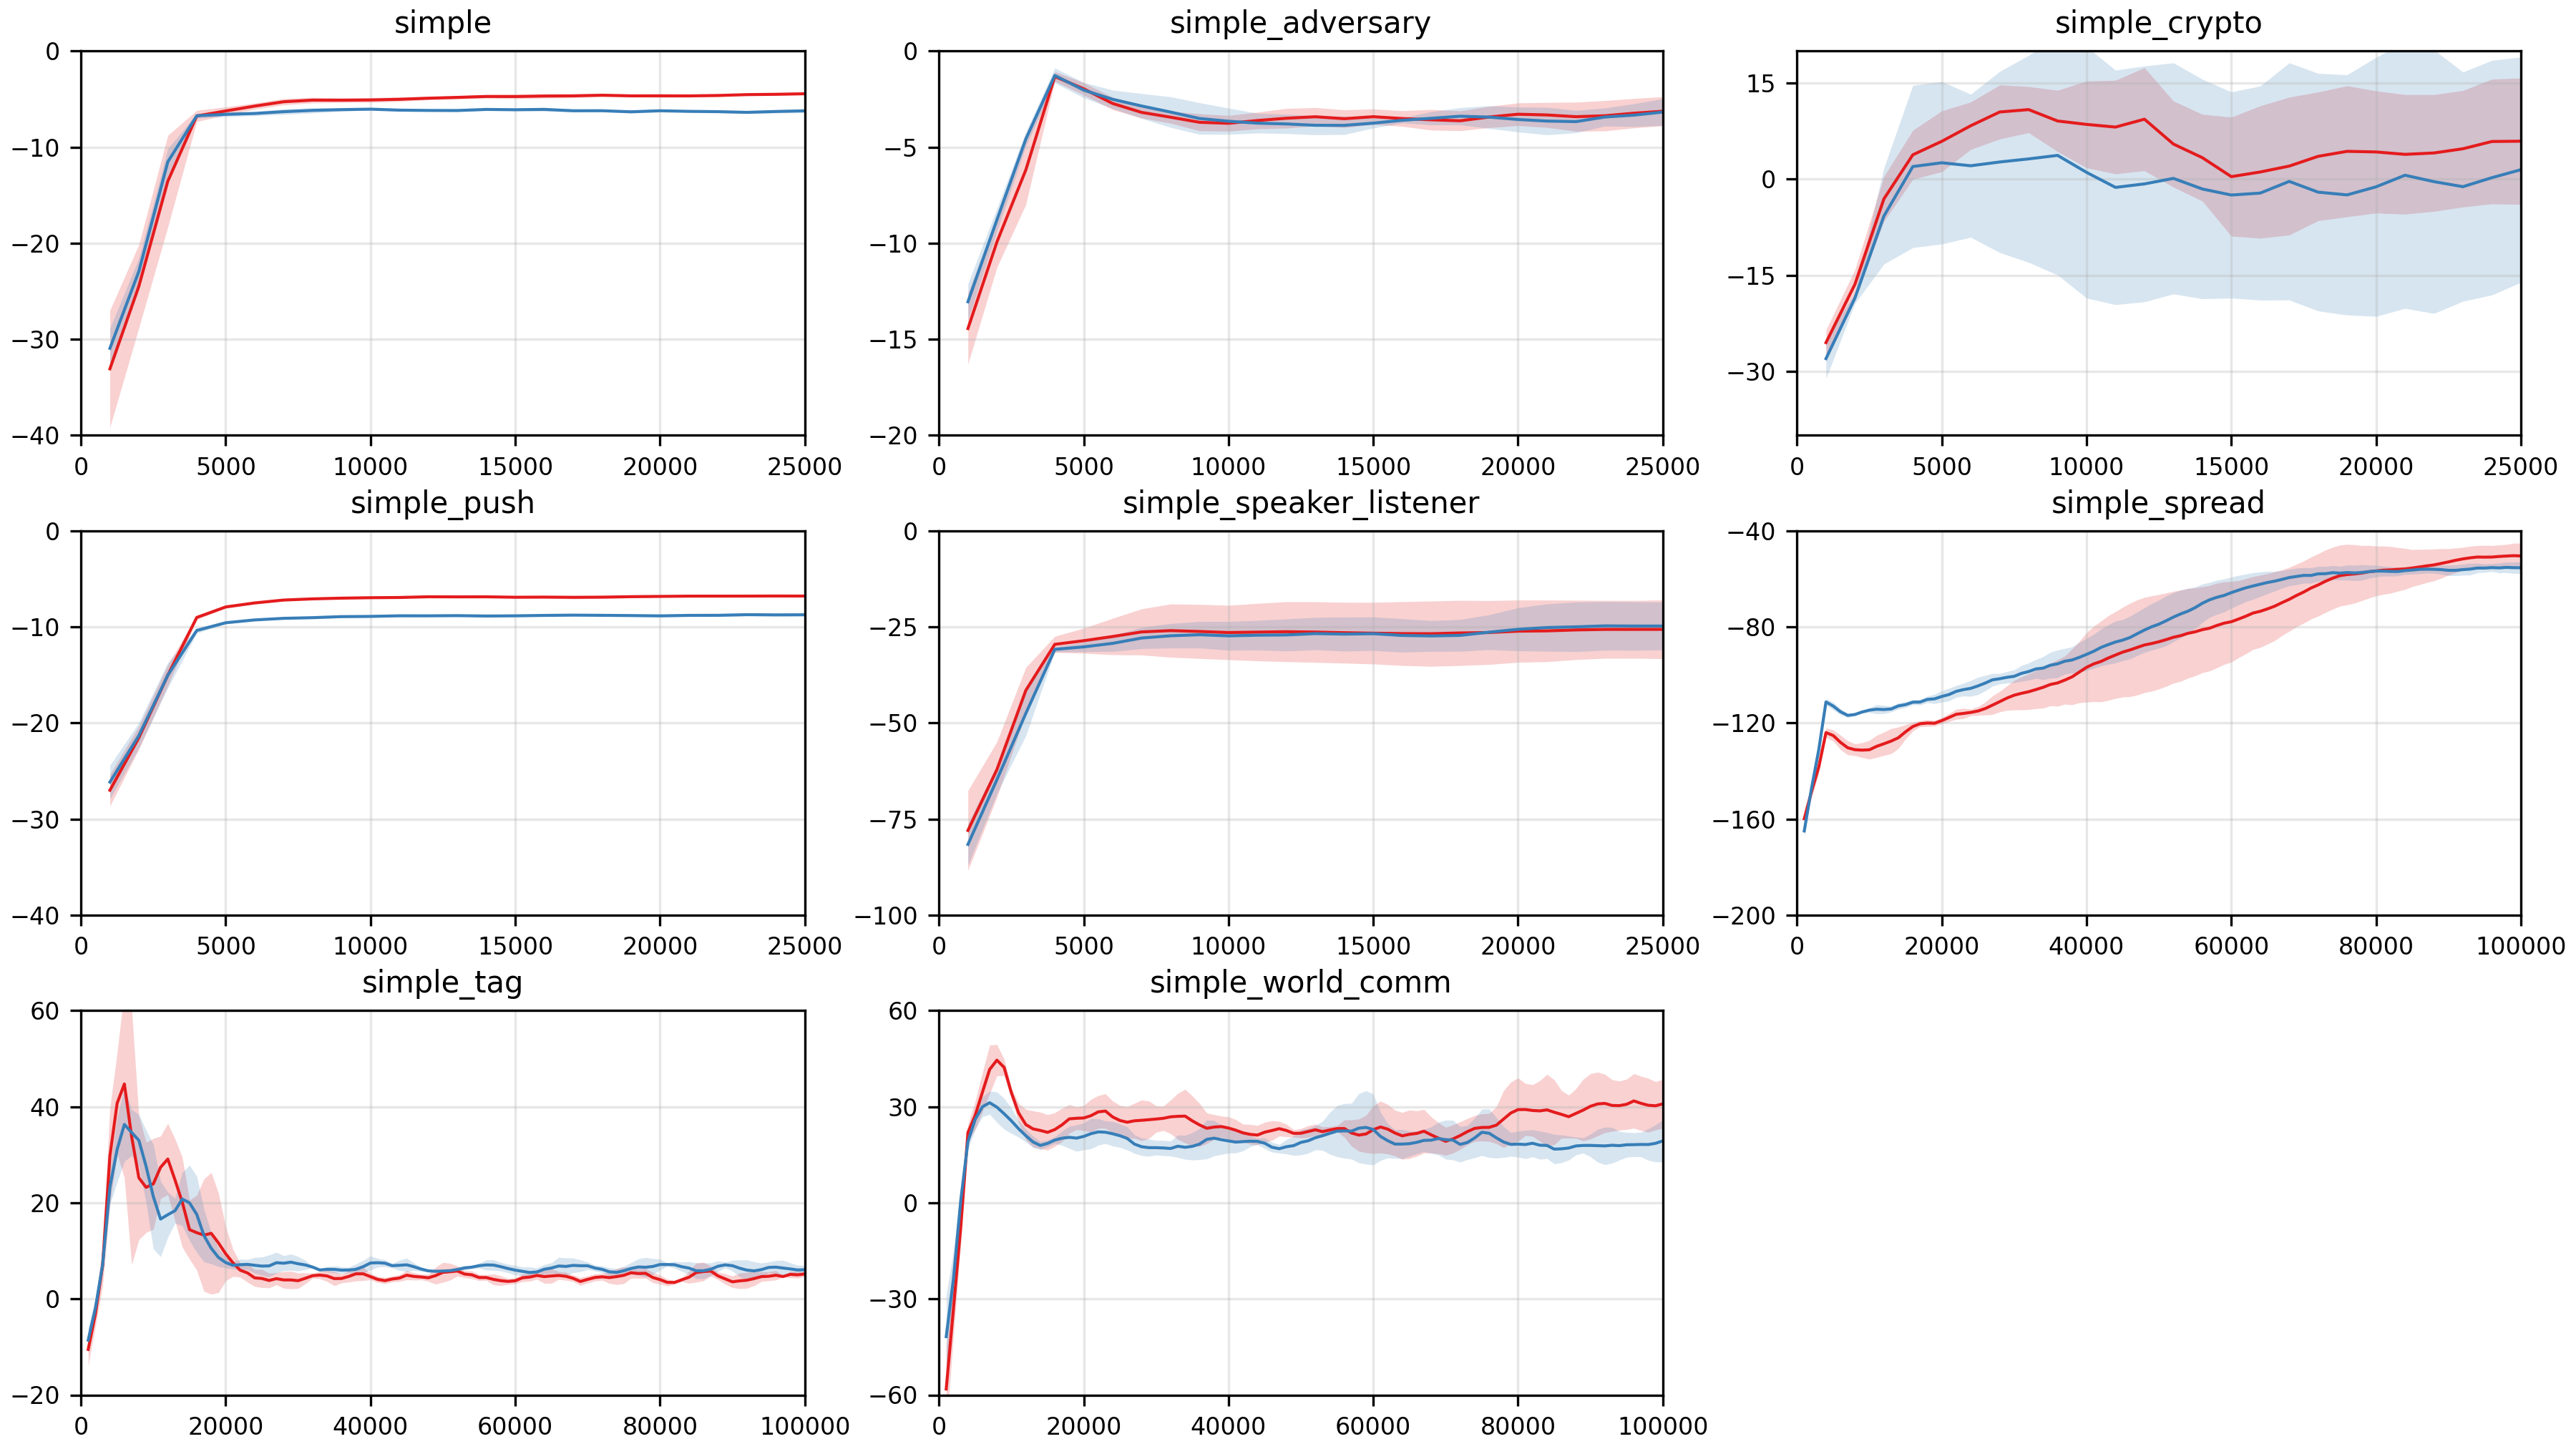 simple
0
−10
−20
−30
−40
0 5000 10000 15000 20000 25000
simple_adversary
0
−5
−10
−15
−20
0 5000 10000 15000 20000 25000
simple_crypto
15
0
−15
−30
0 5000 10000 15000 20000 25000
simple_push
0
−10
−20
−30
−40
0 5000 10000 15000 20000 25000
simple_speaker_listener
0
−25
−50
−75
−100
0 5000 10000 15000 20000 25000
simple_spread
−40
−80
−120
−160
−200
0 20000 40000 60000 80000 100000
simple_tag
60
40
20
0
−20
0 20000 40000 60000 80000 100000
simple_world_comm
60
30
0
−30
−60
0 20000 40000 60000 80000 100000